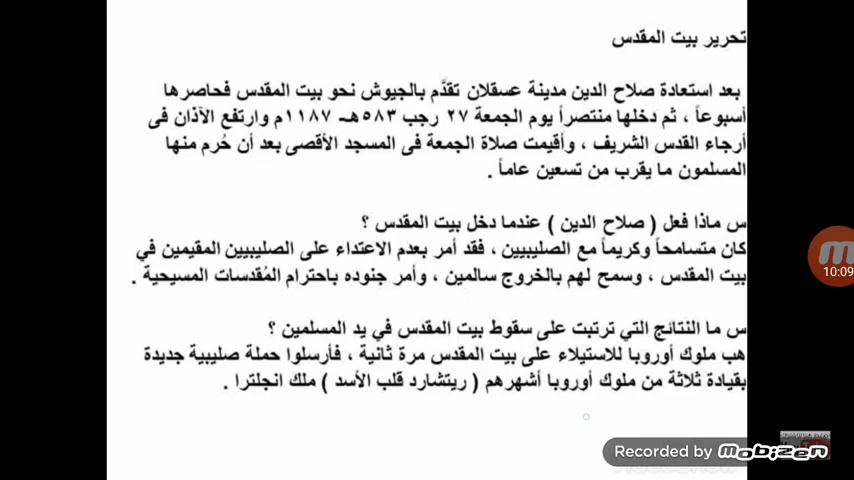 تحرير بيت المقدس
بعد استعادة صلاح الدين مدينة عسقلان تقدَّم بالجيوش نحو بيت المقدس فحاصرها
أسبوعاً ، ثم دخلها منتصراً يوم الجمعة ٢٧ رجب ٥٨٣هـ ١١٨٧م وارتفع الآذان فى
أرجاء القدس الشريف ، وأقيمت صلاة الجمعة فى المسجد الأقصى بعد أن حُرم منها
المسلمون ما يقرب من تسعين عاماً .
س ماذا فعل ( صلاح الدين ) عندما دخل بيت المقدس ؟
كان متسامحاً وكريماً مع الصليبيين ، فقد أمر بعدم الاعتداء على الصليبيين المقيمين في
بيت المقدس ، وسمح لهم بالخروج سالمين ، وأمر جنوده باحترام المُقدسات المسيحية .
س ما النتائج التي ترتبت على سقوط بيت المقدس في يد المسلمين ؟
هب ملوك أوروبا للاستيلاء على بيت المقدس مرة ثانية ، فأرسلوا حملة صليبية جديدة
بقيادة ثلاثة من ملوك أوروبا أشهرهم ( ريتشارد قلب الأسد ) ملك انجلترا .
10:09
Recorded by mobizen